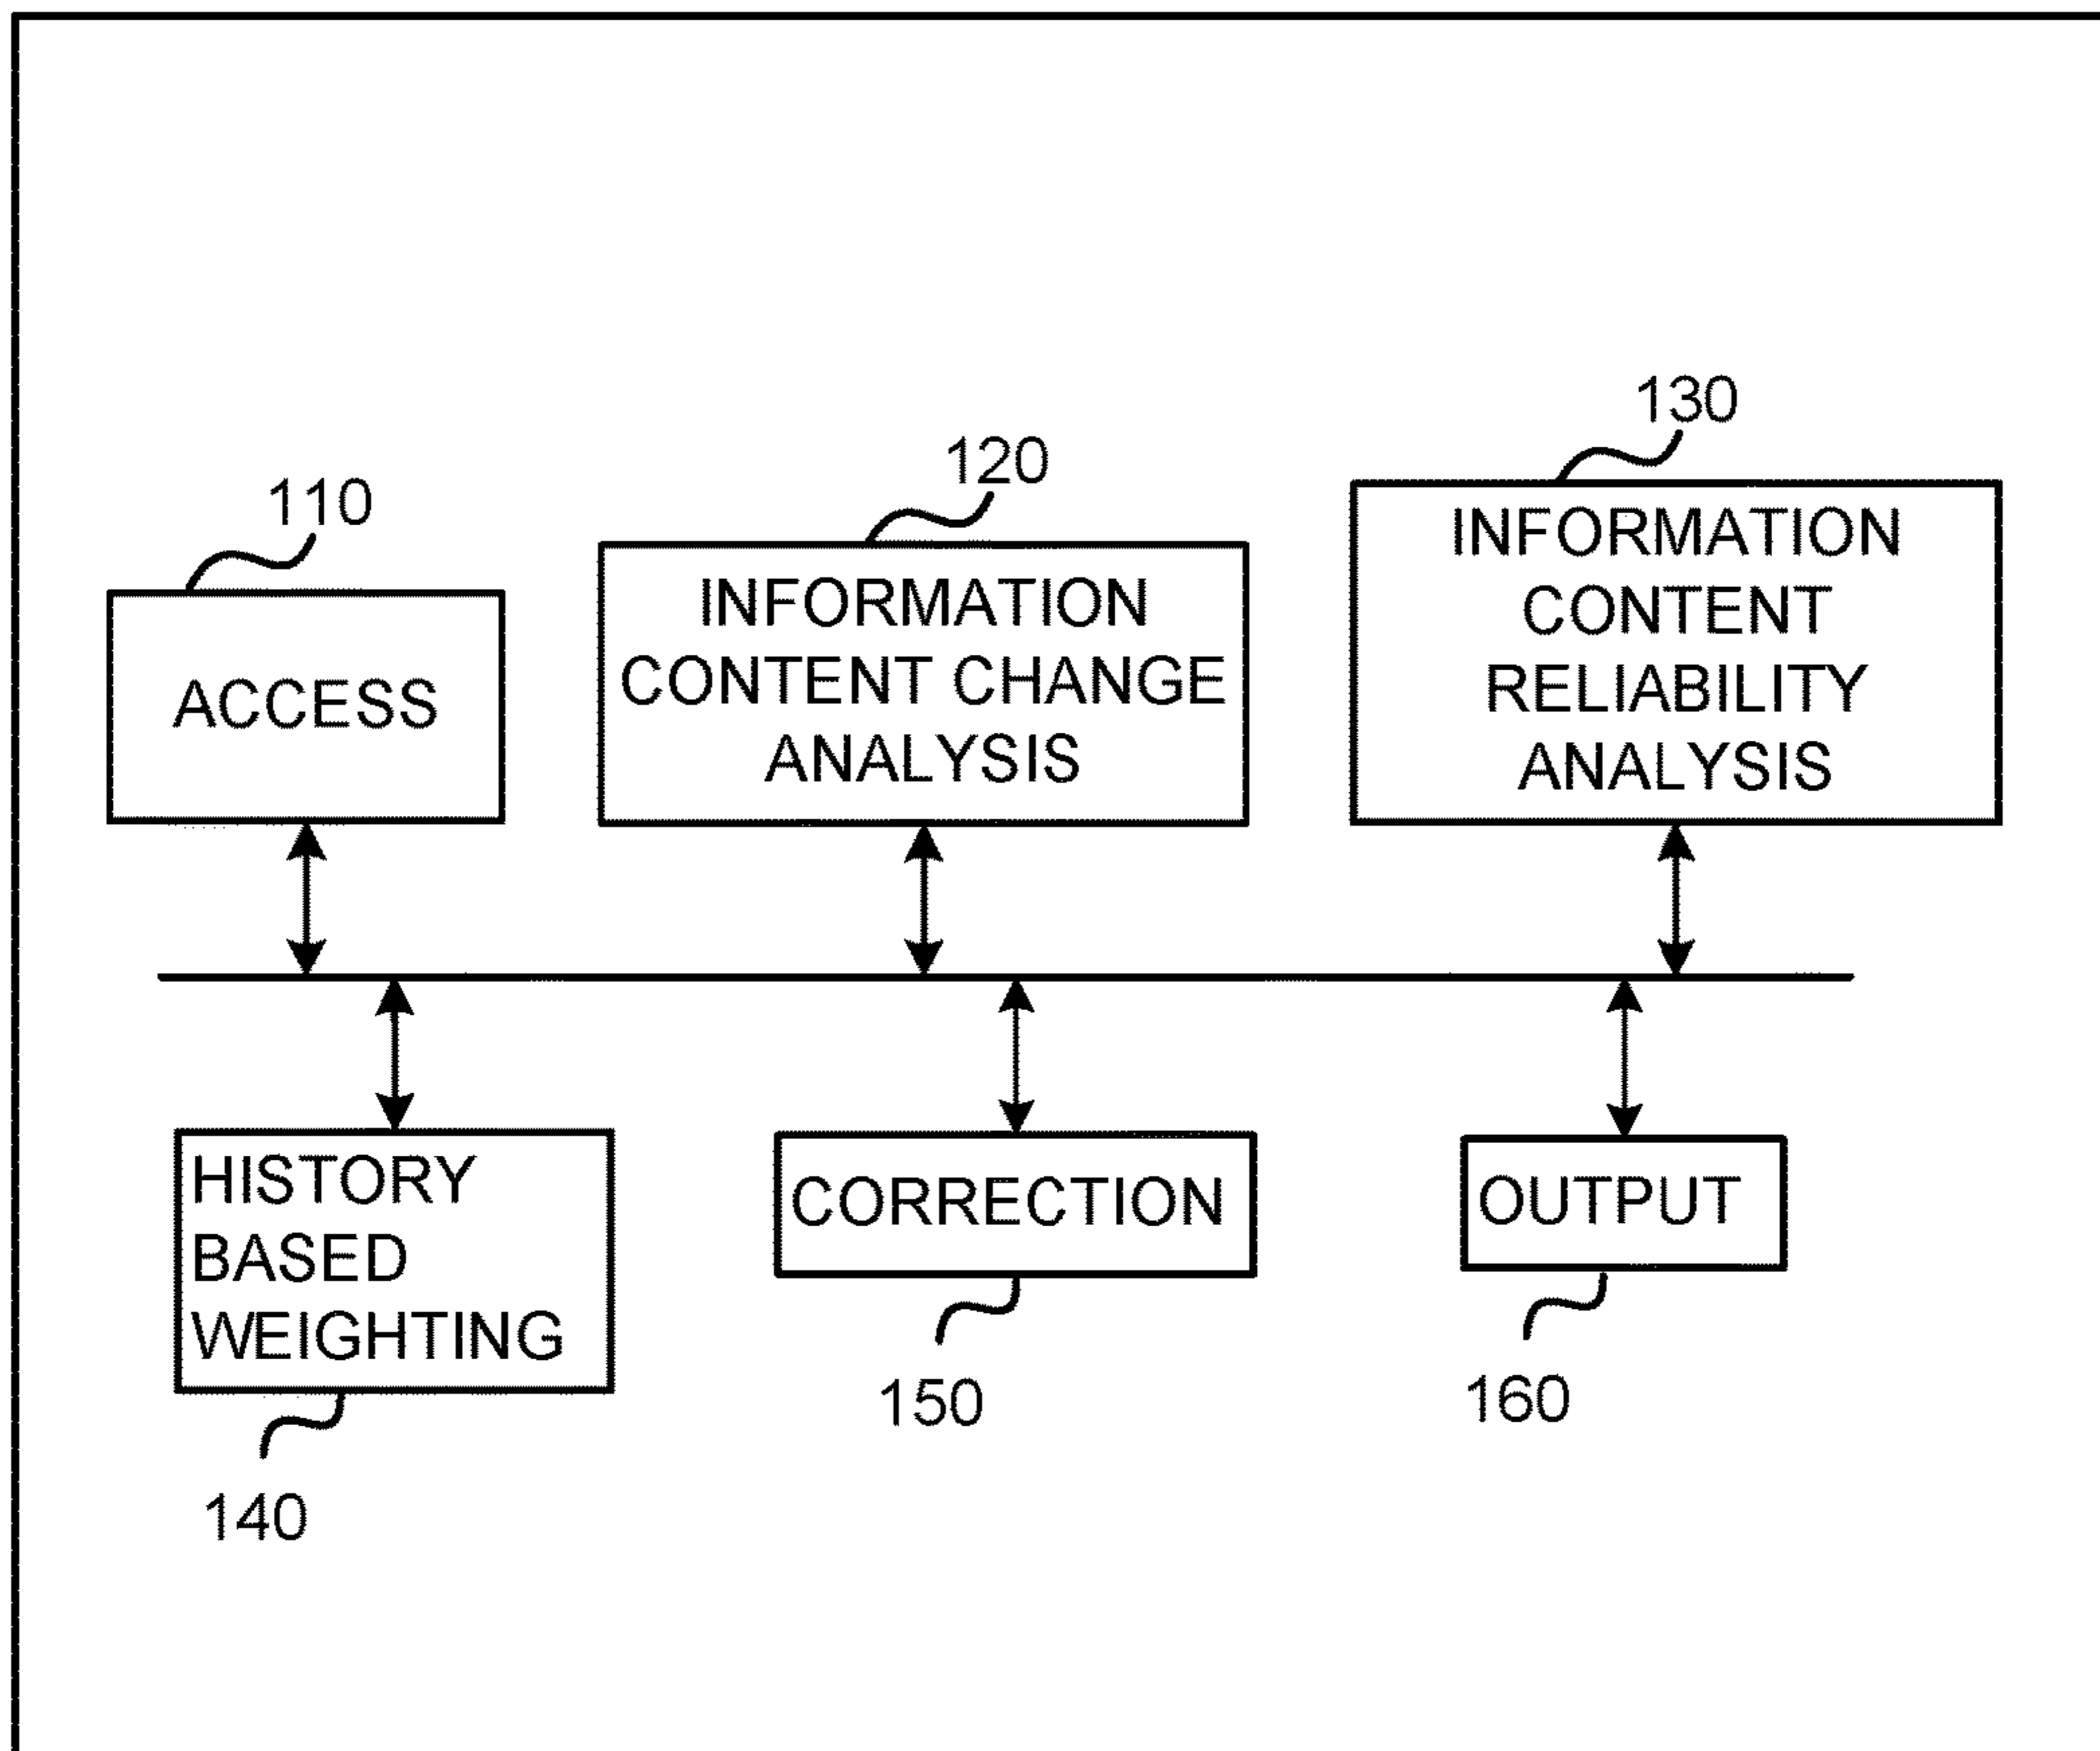 110
ACCESS
120
INFORMATION
CONTENT CHANGE
ANALYSIS
130
INFORMATION
CONTENT
RELIABILITY
ANALYSIS
HISTORY
BASED
WEIGHTING
140
CORRECTION
150
OUTPUT
160